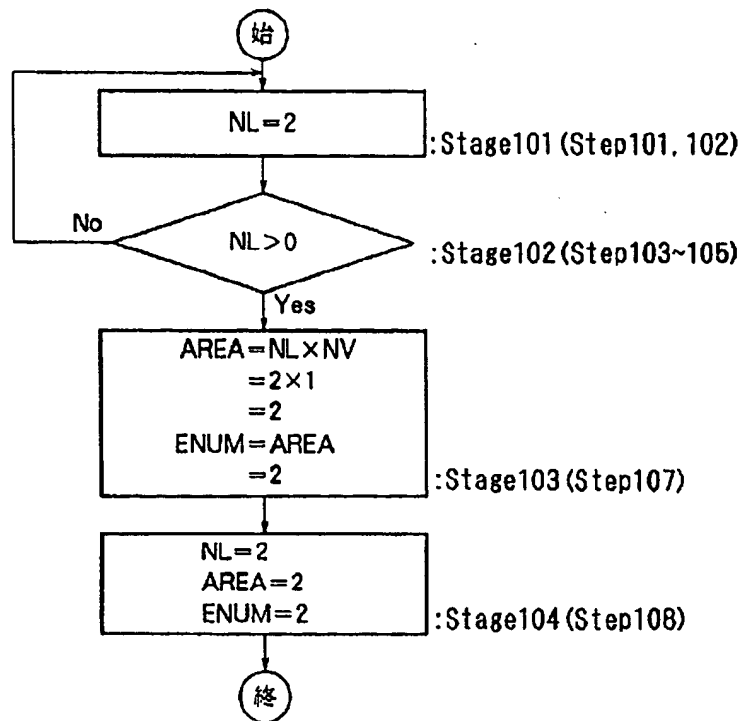 始
NL=2
:Stage101(Step101,102)
No
NL>0
:Stage102(Step103~105)
Yes
AREA=NL×NV
=2×1
=2
ENUM=AREA
=2
:Stage103(Step107)
NL=2
AREA=2
ENUM=2
:Stage104(Step108)
終